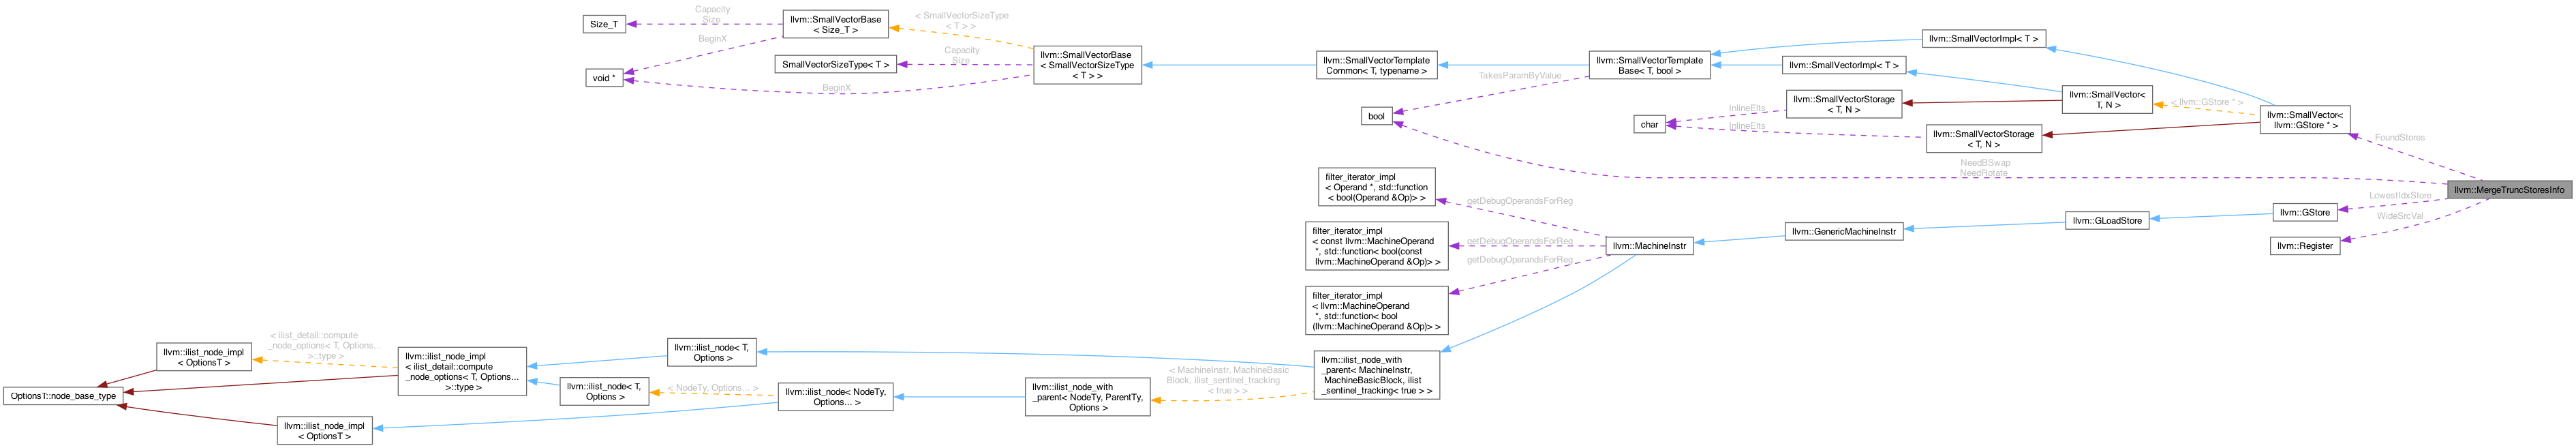 Size_T
Capacity
Size
llvm::SmallVectorBase
< Size_T >
< SmallVectorSizeType
< T > >
BeginX
void *
SmallVectorSizeType< T >
Capacity
Size
BeginX
llvm::SmallVectorBase
< SmallVectorSizeType
< T > >
llvm::SmallVectorTemplate
Common< T, typename >
llvm::SmallVectorTemplate
Base< T, bool >
llvm::SmallVectorImpl< T >
llvm::SmallVectorImpl< T >
TakesParamByValue
bool
char
InlineElts
InlineElts
llvm::SmallVectorStorage
< T, N >
llvm::SmallVectorStorage
< T, N >
llvm::SmallVector<
T, N >
< llvm::GStore * >
llvm::SmallVector<
llvm::GStore * >
FoundStores
NeedBSwap
NeedRotate
llvm::MergeTruncStoresInfo
LowestIdxStore
WideSrcVal
llvm::GStore
llvm::Register
llvm::GLoadStore
llvm::GenericMachineInstr
llvm::MachineInstr
filter_iterator_impl
< Operand *, std::function
< bool(Operand &Op)> >
getDebugOperandsForReg
filter_iterator_impl
< const llvm::MachineOperand
*, std::function< bool(const
llvm::MachineOperand &Op)> >
getDebugOperandsForReg
getDebugOperandsForReg
filter_iterator_impl
< llvm::MachineOperand
*, std::function< bool
(llvm::MachineOperand &Op)> >
llvm::ilist_node_with
_parent< MachineInstr,
MachineBasicBlock, ilist
_sentinel_tracking< true > >
< MachineInstr, MachineBasic
Block, ilist_sentinel_tracking
< true > >
llvm::ilist_node_with
_parent< NodeTy, ParentTy,
Options >
llvm::ilist_node< NodeTy,
Options... >
< NodeTy, Options... >
llvm::ilist_node< T,
Options >
llvm::ilist_node< T,
Options >
llvm::ilist_node_impl
< ilist_detail::compute
_node_options< T, Options...
>::type >
< ilist_detail::compute
_node_options< T, Options...
>::type >
llvm::ilist_node_impl
< OptionsT >
OptionsT::node_base_type
llvm::ilist_node_impl
< OptionsT >